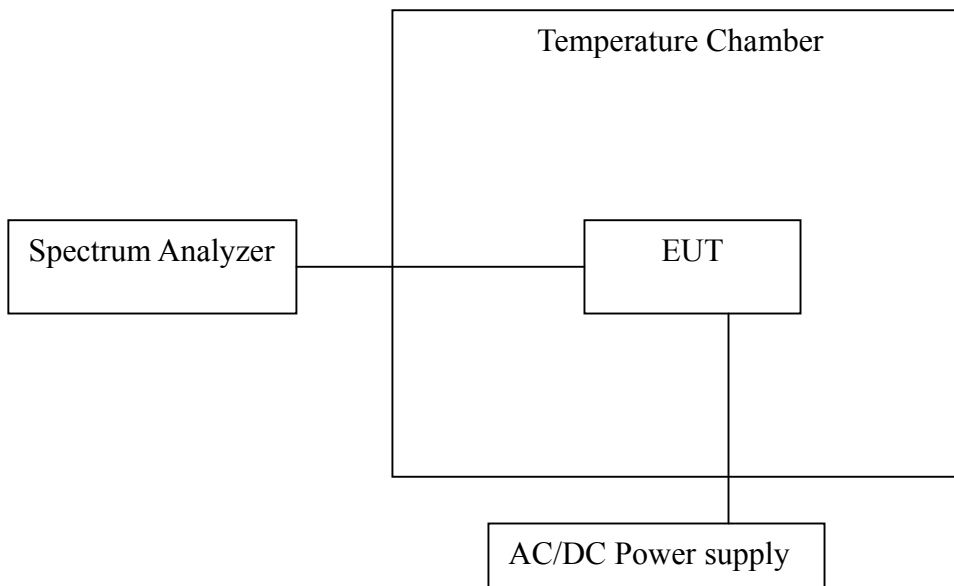 Temperature Chamber
Spectrum Analyzer
EUT
AC/DC Power supply